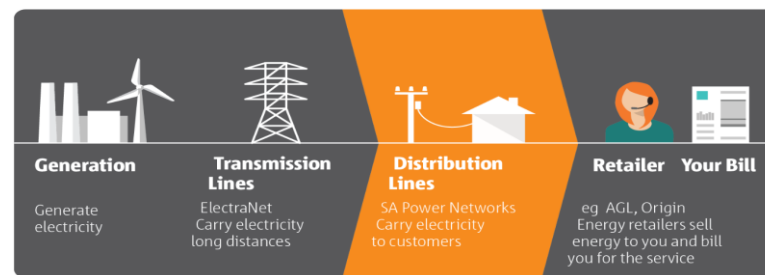 Generation
Generate
electricity
Transmission
Lines
ElectraNet
Carry electricity
long distances
Distribution
Lines
SA Power Networks
Carry electricity
to customers
Retailer
Your Bill
eg AGL, Origin
Energy retailers sell
energy to you and bill
you for the service